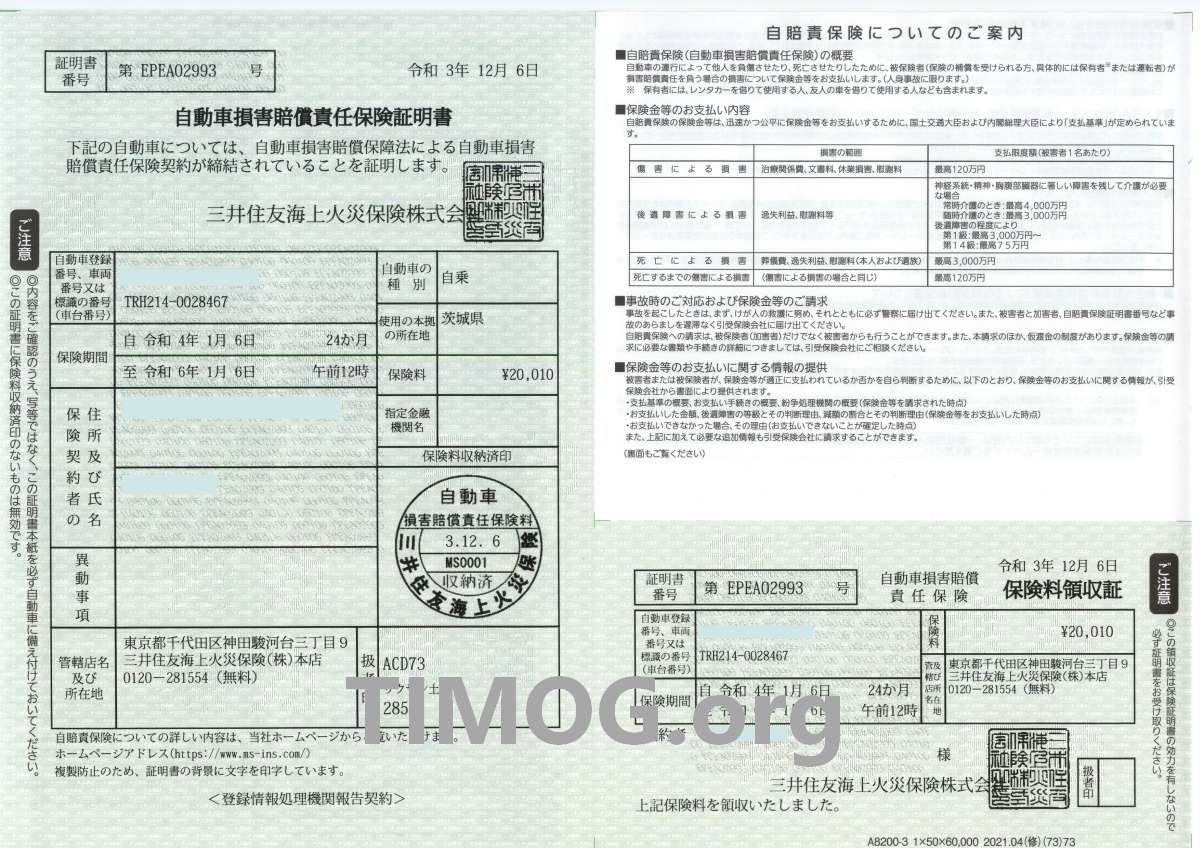 証明書番号 第 EPEA02993 号
令和 3年 12月 6日
自動車損害賠償責任保険証明書
下記の自動車については、自動車損害賠償保障法による自動車損害
賠償責任保険契約が締結されていることを証明します。
三井住友海上火災保険株式会
ご注意
◎内容をご確認のうえ、写等ではなく、この証明書本紙を必ず自動車に備え付けておいてください。
◎この証明書に保険料収納済印のないものは無効です。
自動車登録
番号、車両
番号又は
標識の番号
(車台番号)
TRH214-0028467
自動車の
種 別
自乗
使用の本拠
の所在地
茨城県
保険期間
自 令和 4年 1月 6日 24か月
至 令和 6年 1月 6日 午前12時
保険料 ¥20,010
指定金融
機関名
保険料収納済印
保険契約者の
住所及び氏名
自動車
損害賠償責任保険料
3.12. 6
MS0001
収納済
三井住友海上火災保険
異動事項
管轄店名
及び
所在地
東京都千代田区神田駿河台三丁目9
三井住友海上火災保険(株)本店
0120-281554 (無料)
扱
ACD73
285
自賠責保険についての詳しい内容は、当社ホームページから
ホームページアドレス(https://www.ms-ins.com/)
複製防止のため、証明書の背景に文字を印字しています。
<登録情報処理機関報告契約>
自賠責保険についてのご案内
■自賠責保険(自動車損害賠償責任保険)の概要
自動車の運行によって他人を負傷させたり、死亡させたりしたために、被保険者(保険の補償を受けられる方、具体的には保有者※または運転者)が
損害賠償責任を負う場合の損害について保険金等をお支払いします。(人身事故に限ります。)
※ 保有者には、レンタカーを借りて使用する人、友人の車を借りて使用する人なども含まれます。
■保険金等のお支払い内容
自賠責保険の保険金等は、迅速かつ公平に保険金等をお支払いするために、国土交通大臣および内閣総理大臣により「支払基準」が定められていま
す。
損害の範囲 支払限度額(被害者1名あたり)
傷害による損害 治療関係費、文書料、休業損害、慰謝料 最高120万円
後遺障害による損害 逸失利益、慰謝料等
神経系統・精神・胸腹部臓器に著しい障害を残して介護が必要
な場合
常時介護のとき:最高4,000万円
随時介護のとき:最高3,000万円
後遺障害の程度により
第1級:最高3,000万円~
第14級:最高75万円
死亡による損害 葬儀費、逸失利益、慰謝料(本人および遺族) 最高3,000万円
死亡するまでの傷害による損害 (傷害による損害の場合と同じ) 最高120万円
■事故時のご対応および保険金等のご請求
事故を起こしたときは、まず、けが人の救護に努め、それとともに必ず警察に届け出てください。また、被害者と加害者、自賠責保険証明書番号など事
故のあらましを遅滞なく引受保険会社に届け出てください。
自賠責保険への請求は、被保険者(加害者)だけでなく被害者からも行うことができます。また、本請求のほか、仮渡金の制度があります。保険金等の請
求に必要な書類や手続きの詳細につきましては、引受保険会社にご相談ください。
■保険金等のお支払いに関する情報の提供
被害者または被保険者が、保険金等が適正に支払われているか否かを自ら判断するために、以下のとおり、保険金等のお支払いに関する情報が、引受
保険会社から書面により提供されます。
・支払基準の概要、お支払い手続きの概要、紛争処理機関の概要(保険金等を請求された時点)
・お支払いした金額、後遺障害の等級とその判断理由、減額の割合とその判断理由(保険金等をお支払いした時点)
・お支払いできなかった場合、その理由(お支払いできないことが確定した時点)
また、上記に加えて必要な追加情報も引受保険会社に請求することができます。
(裏面もご覧ください)
令和 3年 12月 6日
証明書番号 第 EPEA02993 号
自動車損害賠償
責任保険
保険料領収証
自動車登録
番号、車両
番号又は
標識の番号
(車台番号)
TRH214-0028467
保険料 ¥20,010
保険期間
自 令和 4年 1月 6日 24か月
午前12時
管轄店名及び所在地
東京都千代田区神田駿河台三丁目9
三井住友海上火災保険(株)本店
0120-281554 (無料)
様
三井住友海上火災保険株式会
上記保険料を領収いたしました。
扱者印
ご注意
◎この領収証は保険証明書の効力を有しないので
必ず証明書をお受け取りください。
A8200-3 1×50×60,000 2021.04(修)(73)73
TIMOG.org